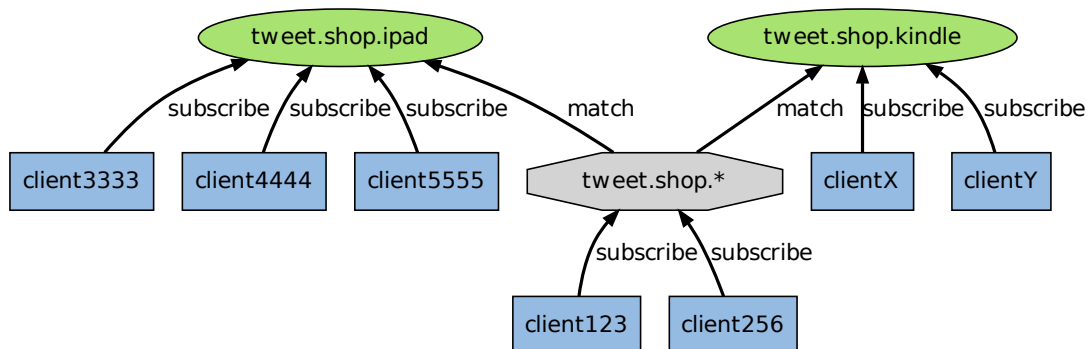 tweet.shop.ipad
tweet.shop.kindle
subscribe
subscribe
subscribe
match
match
subscribe
subscribe
client3333
client4444
client5555
tweet.shop.*
clientX
clientY
subscribe
subscribe
client123
client256